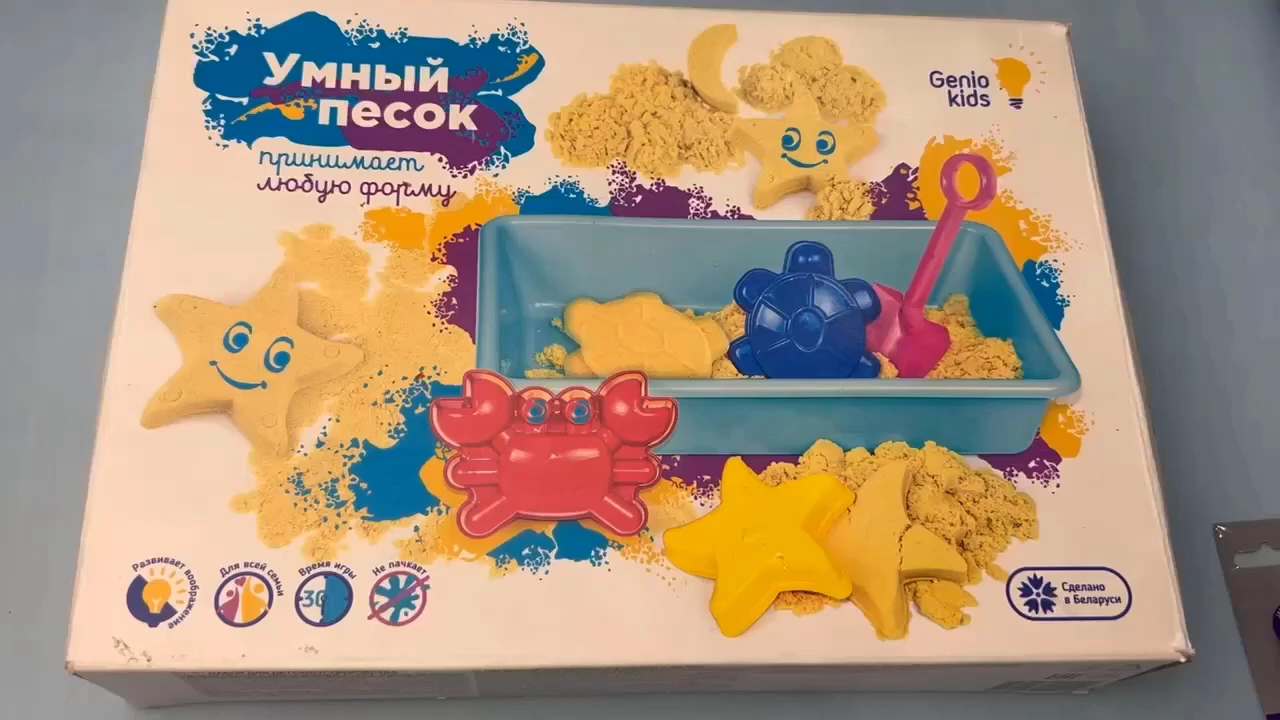 Умный
песок
принимает
любую форму
Genio
kids
Развивает воображение
Для всей семьи
Время игры
30
Не пачкает
Сделано
в Беларуси